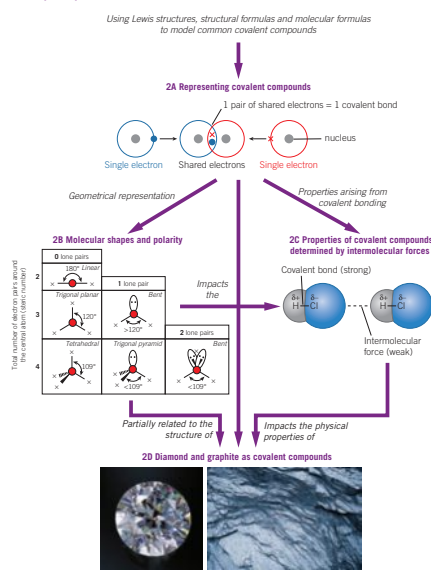 Using Lewis structures, structural formulas and molecular formulas
to model common covalent compounds
2A Representing covalent compounds
1 pair of shared electrons = 1 covalent bond
nucleus
Single electron
Shared electrons
Single electron
Geometrical representation
Properties arising from
covalent bonding
2B Molecular shapes and polarity
2C Properties of covalent compounds
determined by intermolecular forces
Total number of electron pairs around
the central atom (steric number)
0 lone pairs
2
180° Linear
×
×
1 lone pair
3
Trigonal planar
×
120°
×
×
Bent
>120°
×
×
2 lone pairs
4
Tetrahedral
×
109°
×
×
×
Trigonal pyramid
×
×
×
<109°
Bent
×
×
<109°
Impacts
the
Covalent bond (strong)
δ+ δ–
H Cl
δ+ δ–
H Cl
Intermolecular
force (weak)
Partially related to the
structure of
Impacts the physical
properties of
2D Diamond and graphite as covalent compounds